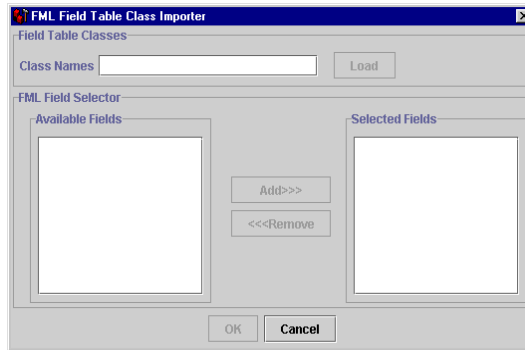 FML Field Table Class Importer
Field Table Classes
Class Names
Load
FML Field Selector
Available Fields
Selected Fields
Add>>>
<<<Remove
OK
Cancel